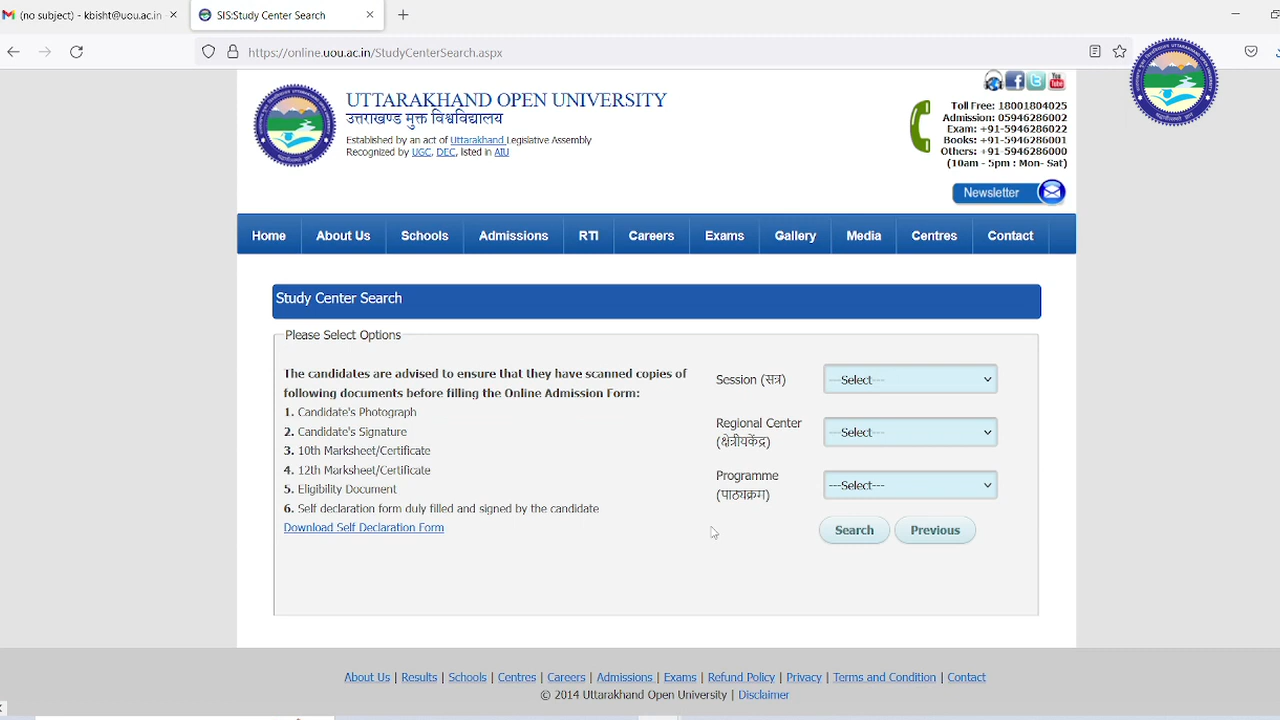 (no subject) - kbisht@uou.ac.in
SIS:Study Center Search
https://online.uou.ac.in/StudyCenterSearch.aspx
UTTARAKHAND OPEN UNIVERSITY
उत्तराखण्ड मुक्त विश्वविद्यालय
Established by an act of Uttarakhand Legislative Assembly
Recognized by UGC, DEC, listed in AIU
You Tube
Toll Free: 18001804025
Admission: 05946286002
Exam: +91-5946286022
Books: +91-5946286001
Others: +91-5946286000
(10am - 5pm : Mon- Sat)
Newsletter
Home About Us Schools Admissions RTI Careers Exams Gallery Media Centres Contact
Study Center Search
Please Select Options
The candidates are advised to ensure that they have scanned copies of
following documents before filling the Online Admission Form:
1. Candidate's Photograph
2. Candidate's Signature
3. 10th Marksheet/Certificate
4. 12th Marksheet/Certificate
5. Eligibility Document
6. Self declaration form duly filled and signed by the candidate
Download Self Declaration Form
Session (सत्र) ---Select---
Regional Center
(क्षेत्रीयकेंद्र) ---Select---
Programme
(पाठ्यक्रम) ---Select---
Search Previous
About Us | Results | Schools | Centres | Careers | Admissions | Exams | Refund Policy | Privacy | Terms and Condition | Contact
© 2014 Uttarakhand Open University | Disclaimer